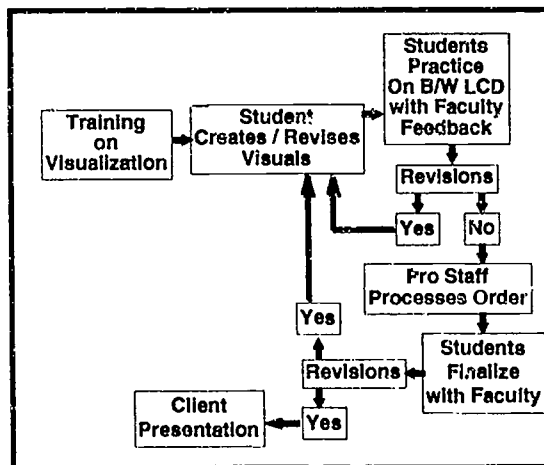 Training
on
Visualization
Student
Creates / Revises
Visuals
Students
Practice
On B/W LCD
with Faculty
Feedback
Revisions
Yes
No
Pro Staff
Processes Order
Students
Finalize
with Faculty
Revisions
Yes
Yes
Client
Presentation